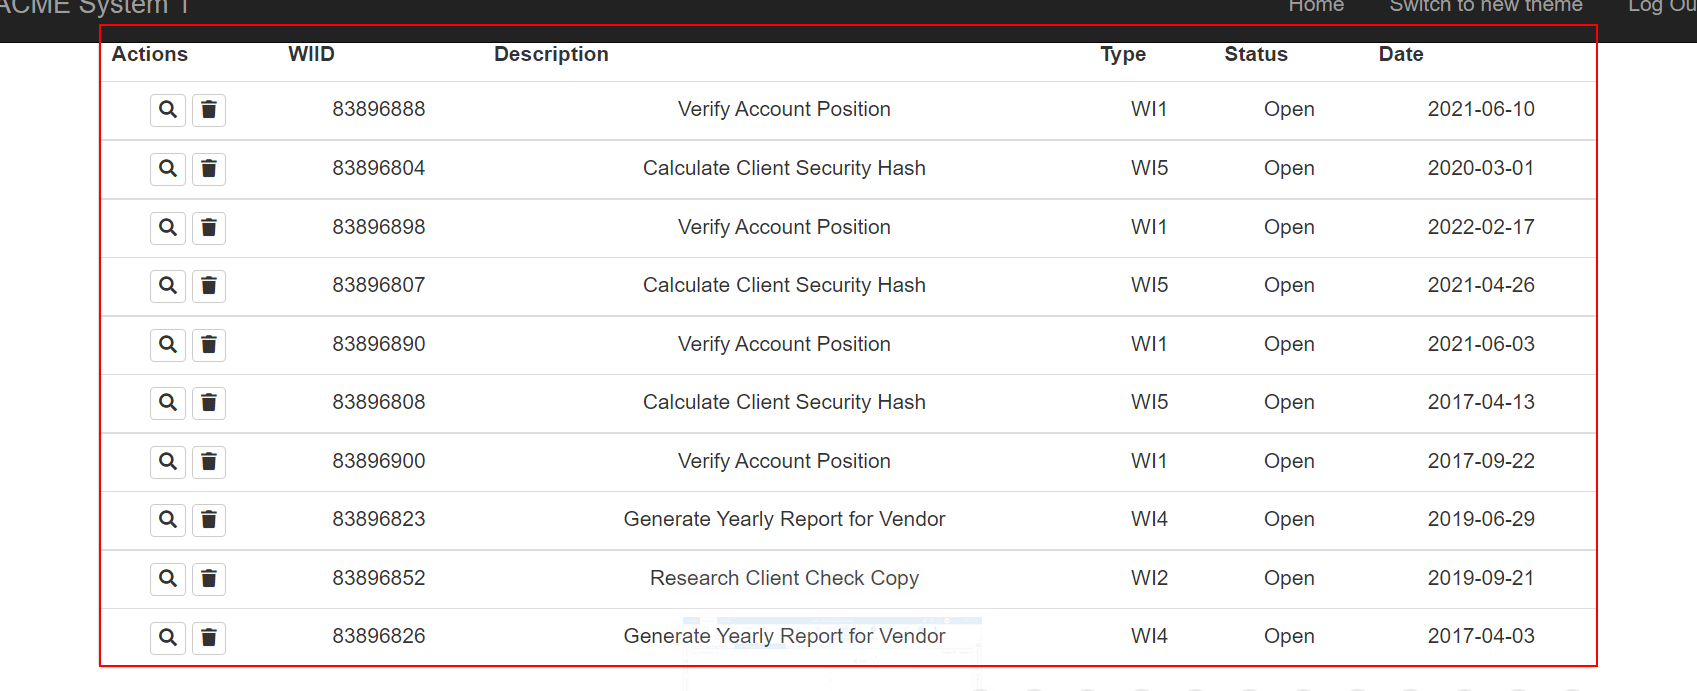 ACME System 1 Home Switch to new theme Log Ou
Actions WIID Description Type Status Date
83896888 Verify Account Position WI1 Open 2021-06-10
83896804 Calculate Client Security Hash WI5 Open 2020-03-01
83896898 Verify Account Position WI1 Open 2022-02-17
83896807 Calculate Client Security Hash WI5 Open 2021-04-26
83896890 Verify Account Position WI1 Open 2021-06-03
83896808 Calculate Client Security Hash WI5 Open 2017-04-13
83896900 Verify Account Position WI1 Open 2017-09-22
83896823 Generate Yearly Report for Vendor WI4 Open 2019-06-29
83896852 Research Client Check Copy WI2 Open 2019-09-21
83896826 Generate Yearly Report for Vendor WI4 Open 2017-04-03